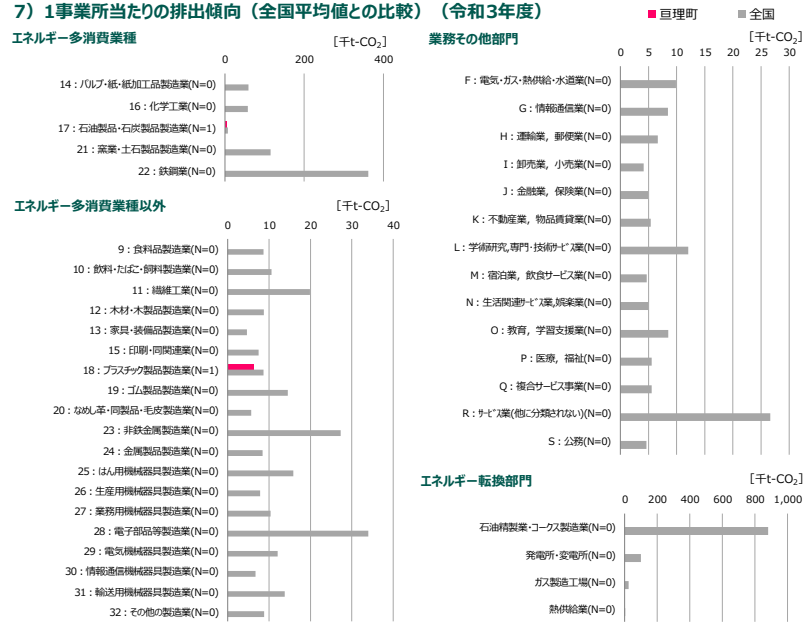 7）1事業所当たりの排出傾向（全国平均値との比較）（令和3年度）
亘理町 全国
エネルギー多消費業種
[千t-CO₂]
0 200 400
14：パルプ・紙・紙加工品製造業(N=0)
16：化学工業(N=0)
17：石油製品・石炭製品製造業(N=1)
21：窯業・土石製品製造業(N=0)
22：鉄鋼業(N=0)
エネルギー多消費業種以外
[千t-CO₂]
0 10 20 30 40
9：食料品製造業(N=0)
10：飲料・たばこ・飼料製造業(N=0)
11：繊維工業(N=0)
12：木材・木製品製造業(N=0)
13：家具・装備品製造業(N=0)
15：印刷・同関連業(N=0)
18：プラスチック製品製造業(N=1)
19：ゴム製品製造業(N=0)
20：なめし革・同製品・毛皮製造業(N=0)
23：非鉄金属製造業(N=0)
24：金属製品製造業(N=0)
25：はん用機械器具製造業(N=0)
26：生産用機械器具製造業(N=0)
27：業務用機械器具製造業(N=0)
28：電子部品等製造業(N=0)
29：電気機械器具製造業(N=0)
30：情報通信機械器具製造業(N=0)
31：輸送用機械器具製造業(N=0)
32：その他の製造業(N=0)
業務その他部門
[千t-CO₂]
0 5 10 15 20 25 30
F：電気・ガス・熱供給・水道業(N=0)
G：情報通信業(N=0)
H：運輸業，郵便業(N=0)
I：卸売業，小売業(N=0)
J：金融業，保険業(N=0)
K：不動産業，物品賃貸業(N=0)
L：学術研究,専門・技術ｻｰﾋﾞｽ業(N=0)
M：宿泊業，飲食サービス業(N=0)
N：生活関連ｻｰﾋﾞｽ業,娯楽業(N=0)
O：教育，学習支援業(N=0)
P：医療，福祉(N=0)
Q：複合サービス事業(N=0)
R：ｻｰﾋﾞｽ業(他に分類されない)(N=0)
S：公務(N=0)
エネルギー転換部門
[千t-CO₂]
0 200 400 600 800 1,000
石油精製業・コークス製造業(N=0)
発電所・変電所(N=0)
ガス製造工場(N=0)
熱供給業(N=0)